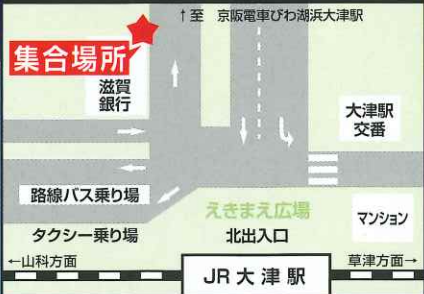 ↑至 京阪電車びわ湖浜大津駅
集合場所
滋賀
銀行
大津駅
交番
路線バス乗り場
えきまえ広場
マンション
タクシー乗り場
北出入口
←山科方面
草津方面→
JR大津駅